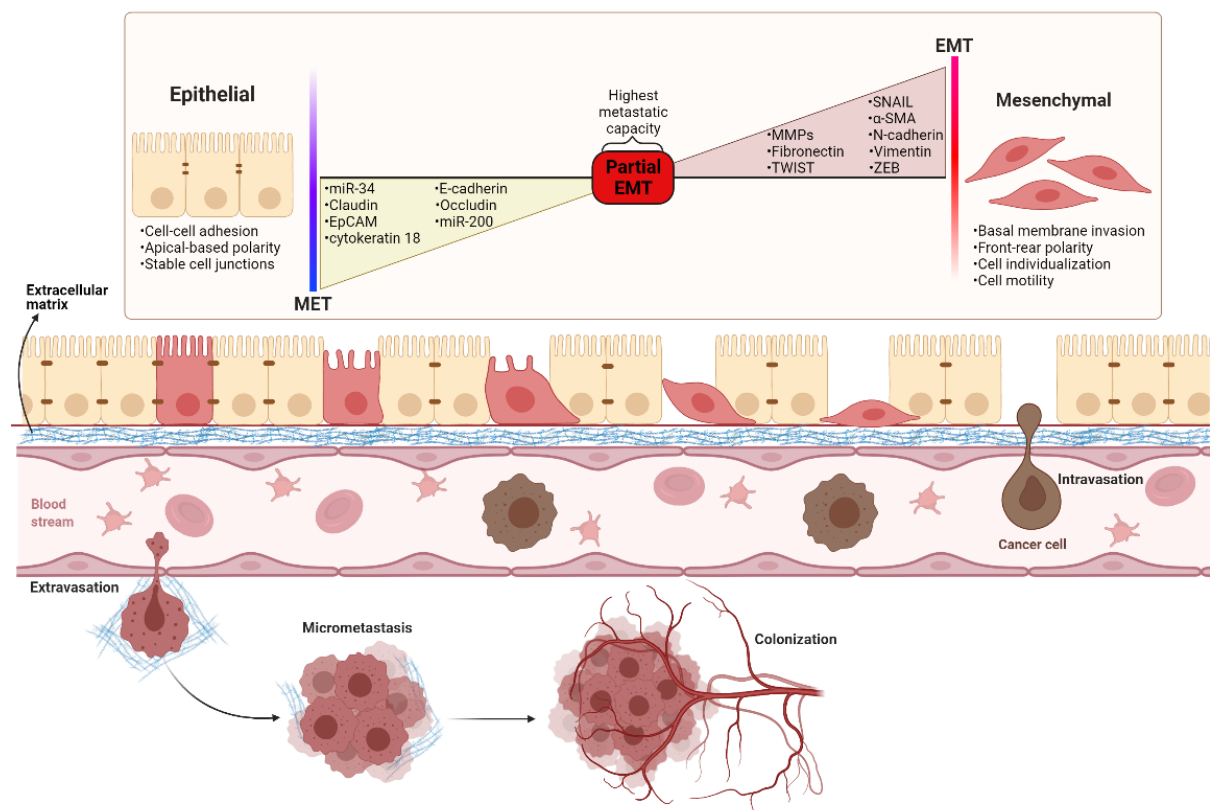 EMT
Epithelial
Highest
metastatic
capacity
Partial
EMT
•MMPs
•Fibronectin
•TWIST
•SNAIL
•α-SMA
•N-cadherin
•Vimentin
•ZEB
Mesenchymal
•miR-34
•Claudin
•EpCAM
•cytokeratin 18
•E-cadherin
•Occludin
•miR-200
•Cell-cell adhesion
•Apical-based polarity
•Stable cell junctions
•Basal membrane invasion
•Front-rear polarity
•Cell individualization
•Cell motility
MET
Extracellular
matrix
Blood
stream
Intravasation
Cancer cell
Extravasation
Micrometastasis
Colonization